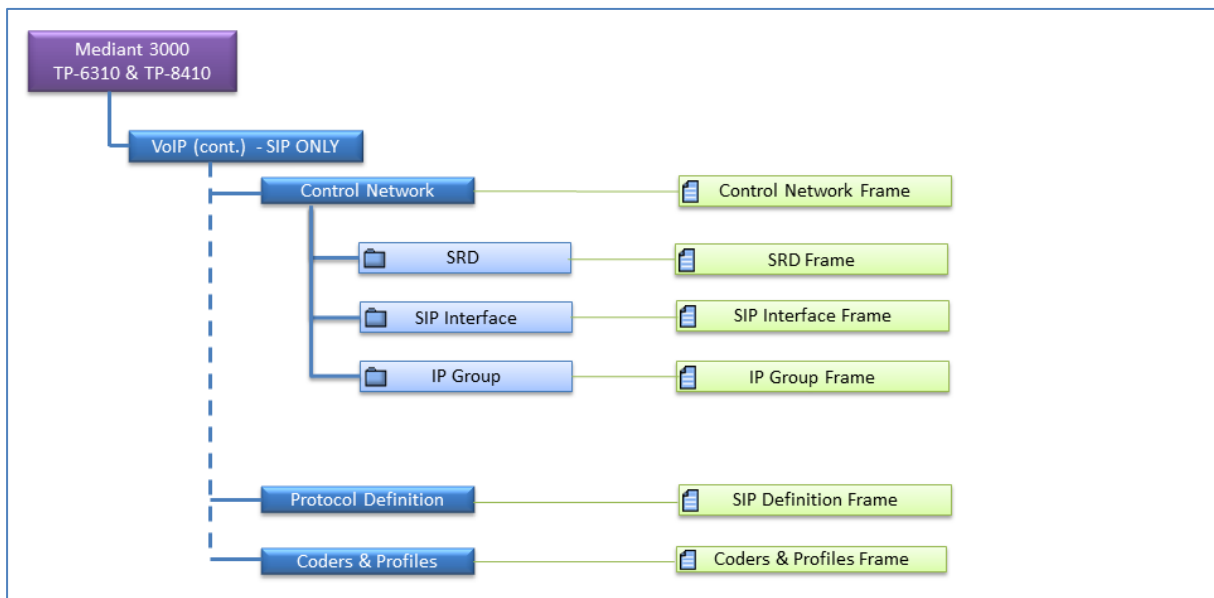 Mediant 3000
TP-6310 & TP-8410
VoIP (cont.) - SIP ONLY
Control Network
Control Network Frame
SRD
SRD Frame
SIP Interface
SIP Interface Frame
IP Group
IP Group Frame
Protocol Definition
SIP Definition Frame
Coders & Profiles
Coders & Profiles Frame